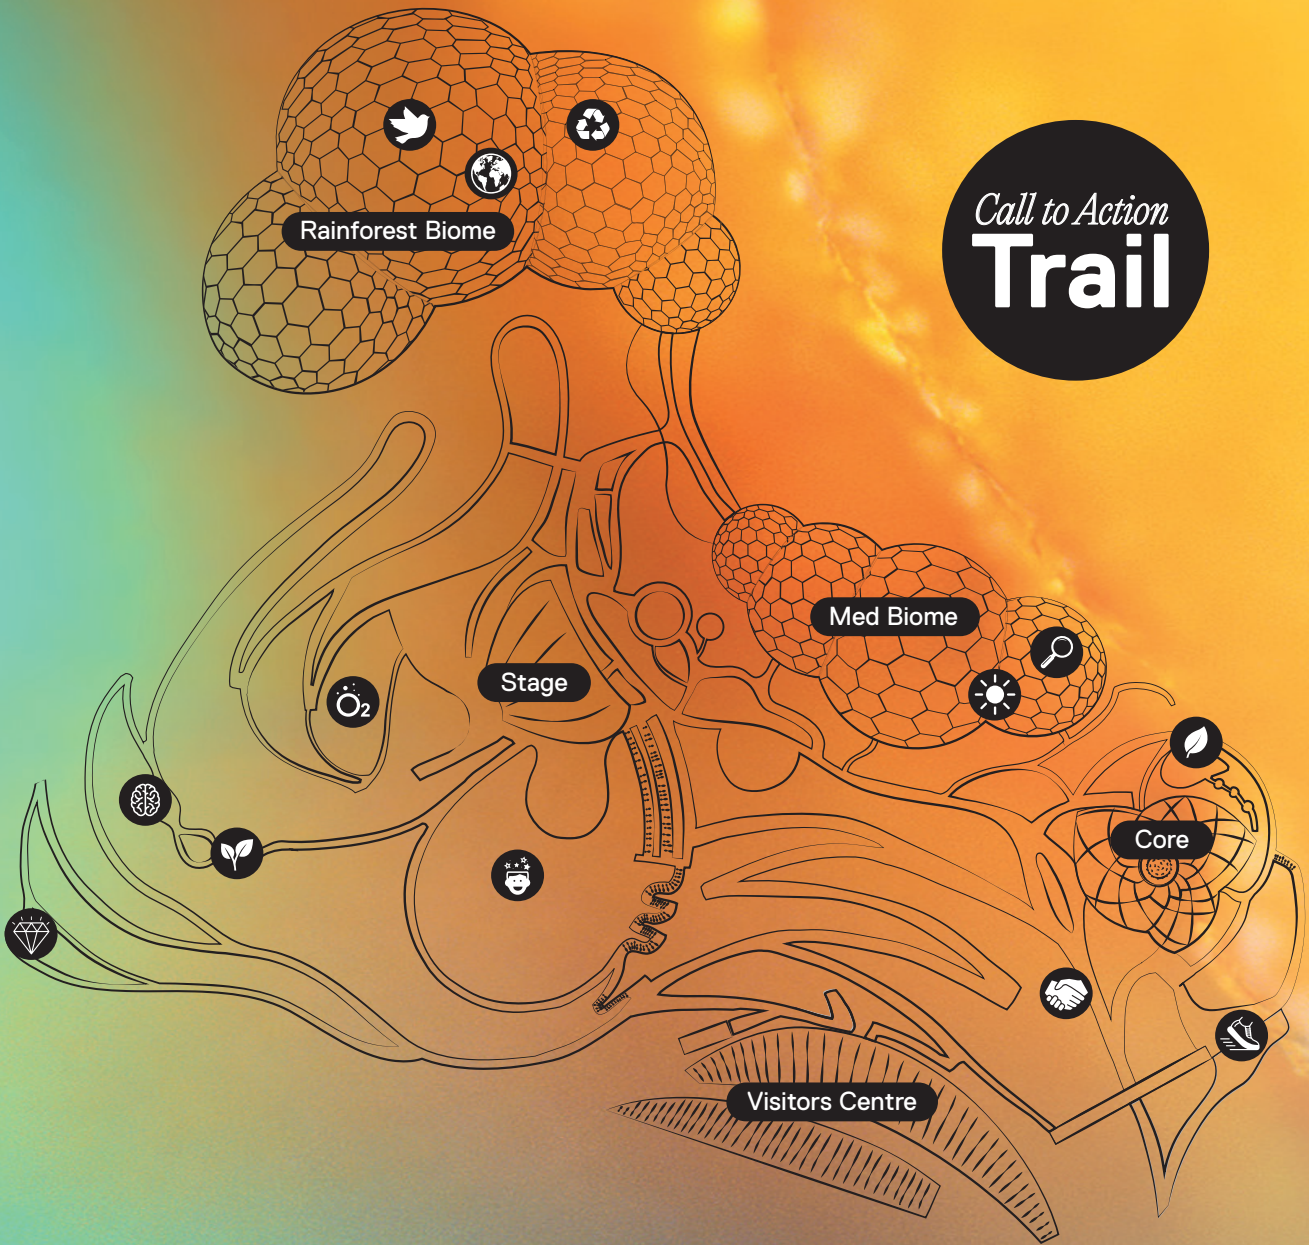 Rainforest Biome
Call to Action
Trail
Med Biome
Stage
O2
Core
Visitors Centre